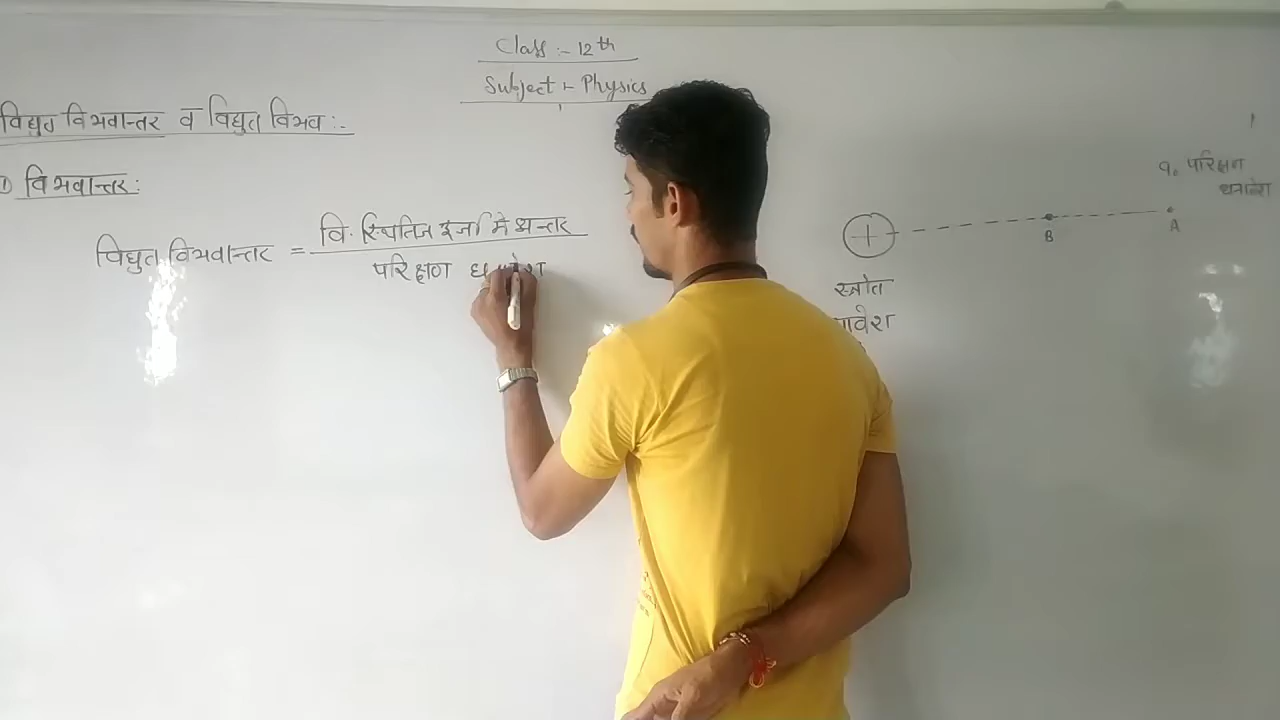 Class :- 12th
Subject :- Physics
विद्युत विभवान्तर व विद्युत विभव :-
① विभवान्तर :
विद्युत विभवान्तर = वि. स्थितिज ऊर्जा मे अन्तर
परिक्षण
q₀ परिक्षण
धनावेश
+
B
A
स्त्रोत